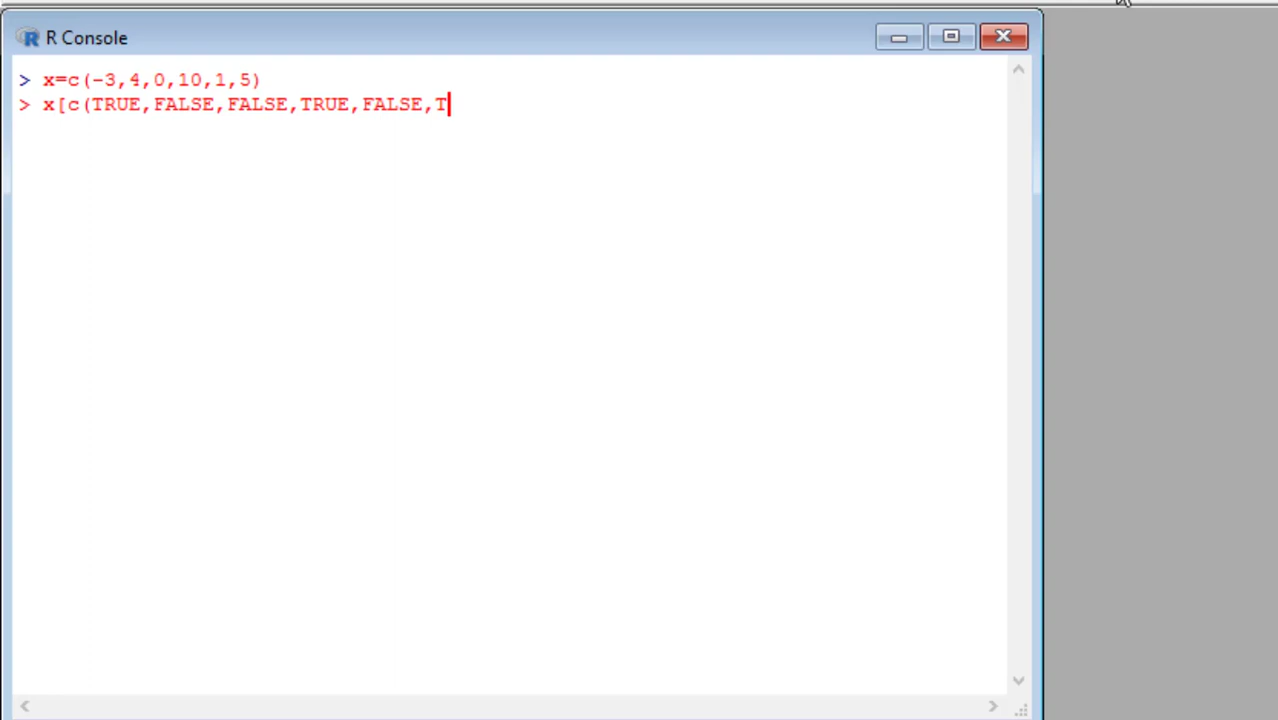 R Console
> x=c(-3,4,0,10,1,5)
> x[c(TRUE,FALSE,FALSE,TRUE,FALSE,T